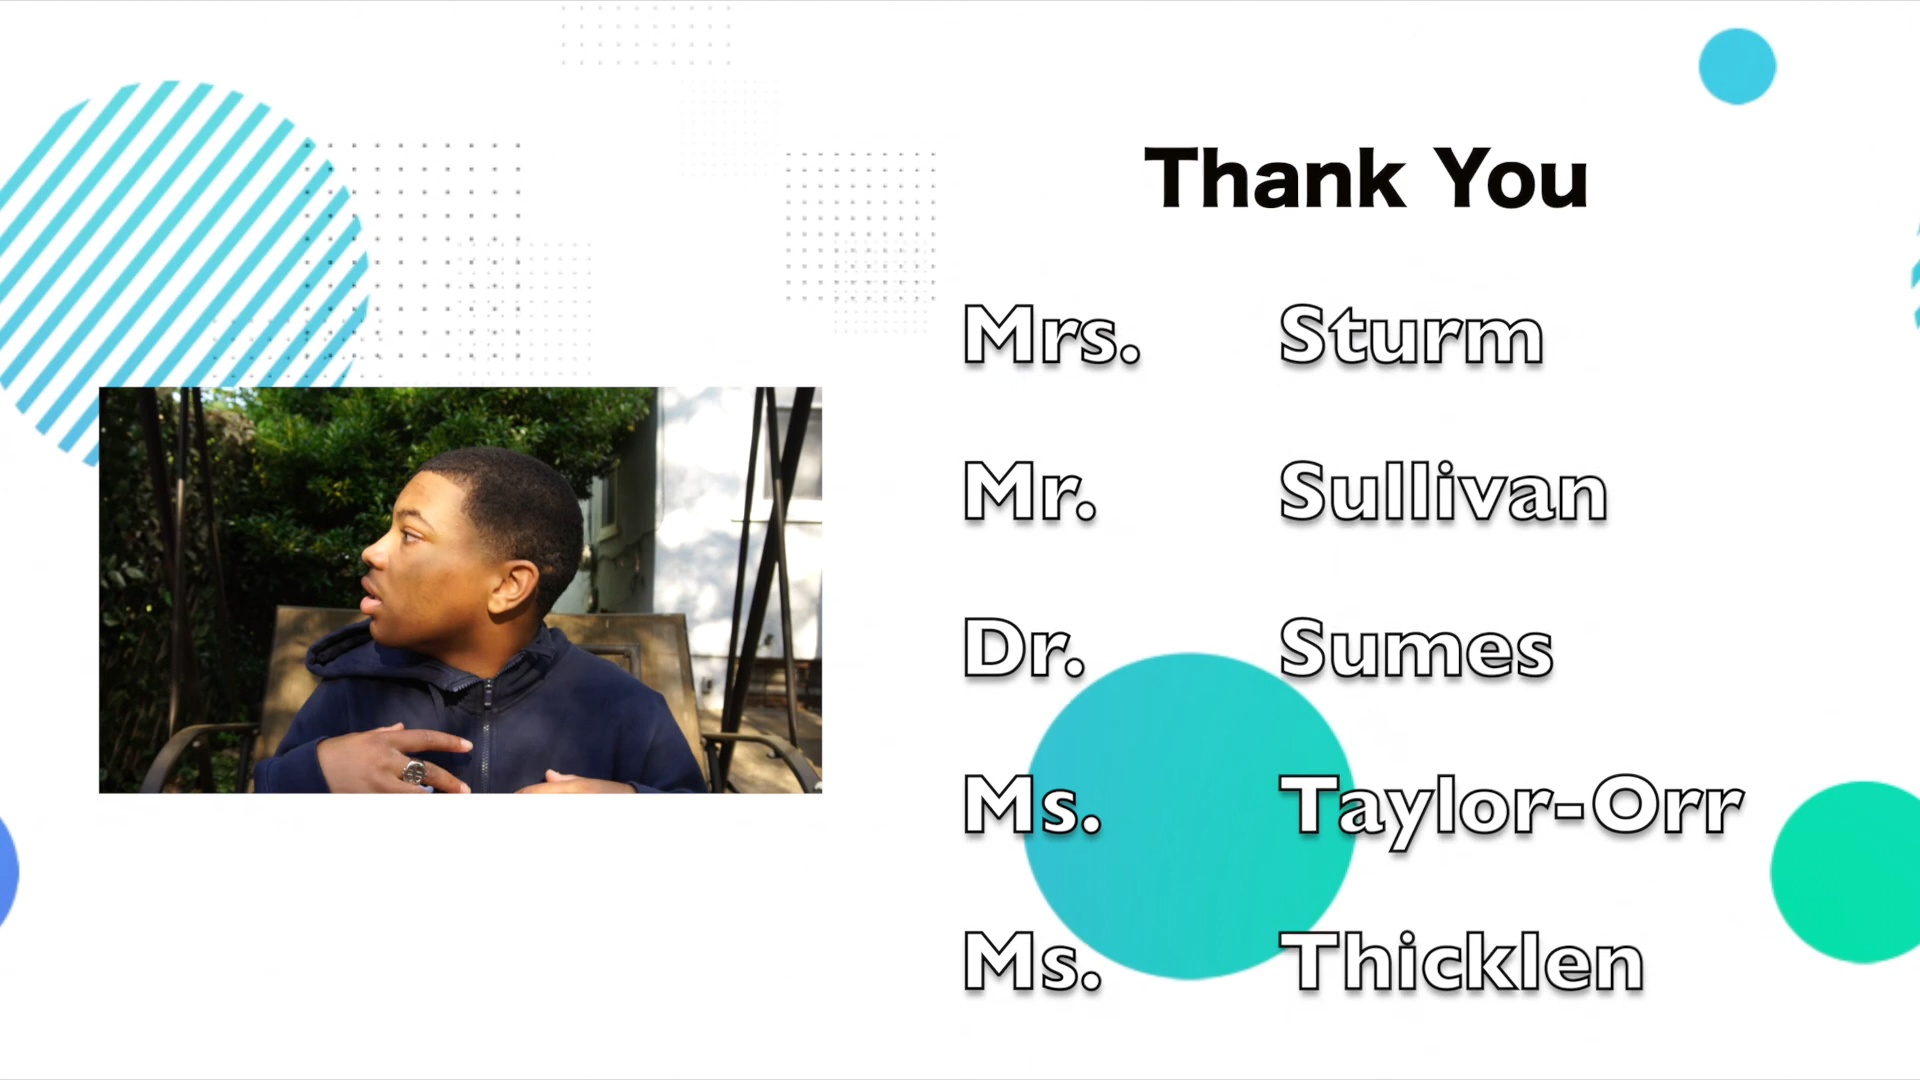 Thank You
Mrs. Sturm
Mr. Sullivan
Dr. Sumes
Ms. Taylor-Orr
Ms. Thicklen